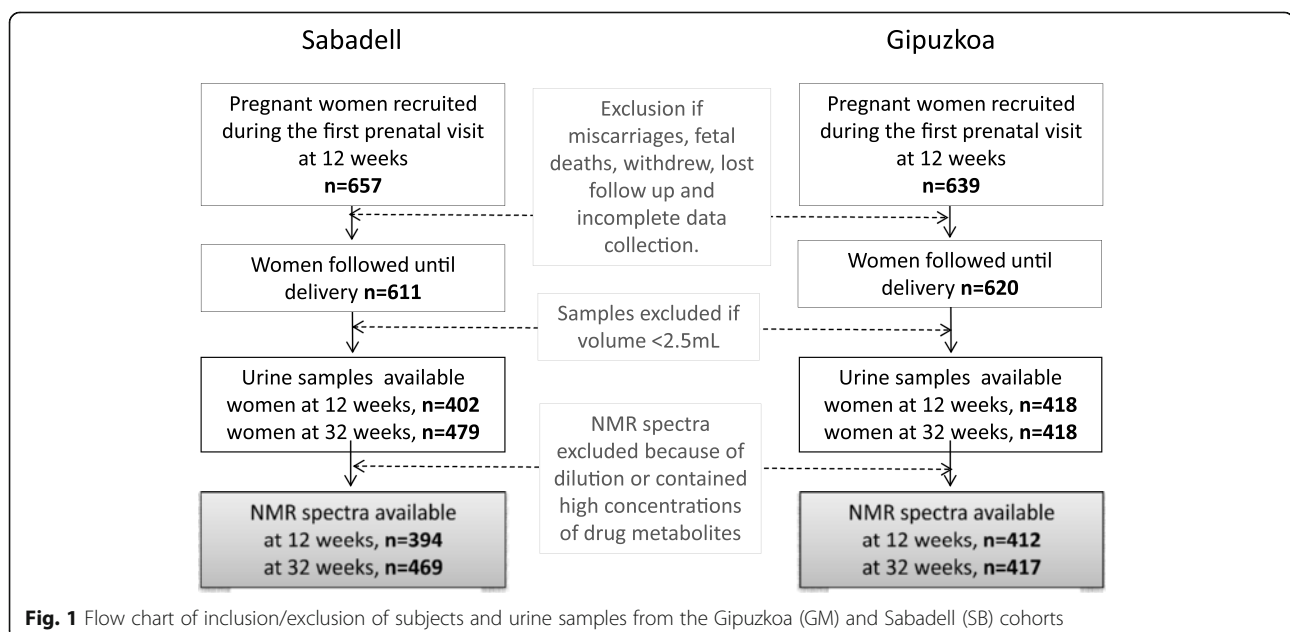 Sabadell
Gipuzkoa
Pregnant women recruited
during the first prenatal visit
at 12 weeks
n=657
Exclusion if
miscarriages, fetal
deaths, withdrew, lost
follow up and
incomplete data
collection.
Pregnant women recruited
during the first prenatal visit
at 12 weeks
n=639
Women followed until
delivery n=611
Women followed until
delivery n=620
Samples excluded if
volume <2.5mL
Urine samples available
women at 12 weeks, n=402
women at 32 weeks, n=479
Urine samples available
women at 12 weeks, n=418
women at 32 weeks, n=418
NMR spectra
excluded because of
dilution or contained
high concentrations
of drug metabolites
NMR spectra available
at 12 weeks, n=394
at 32 weeks, n=469
NMR spectra available
at 12 weeks, n=412
at 32 weeks, n=417
Fig. 1 Flow chart of inclusion/exclusion of subjects and urine samples from the Gipuzkoa (GM) and Sabadell (SB) cohorts